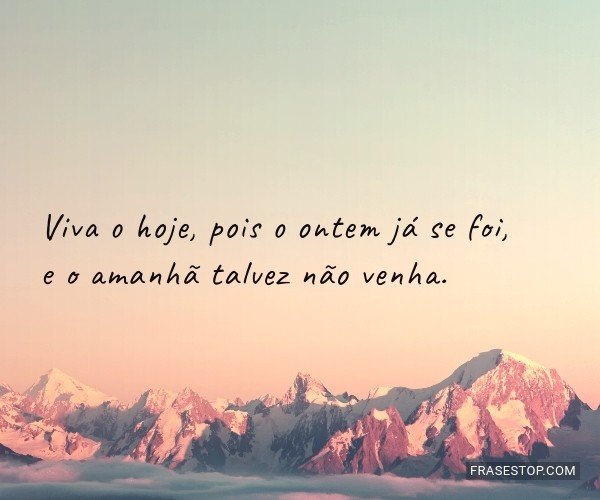 Viva o hoje, pois o ontem já se foi,
e o amanhã talvez não venha.
FRASESTOP.COM